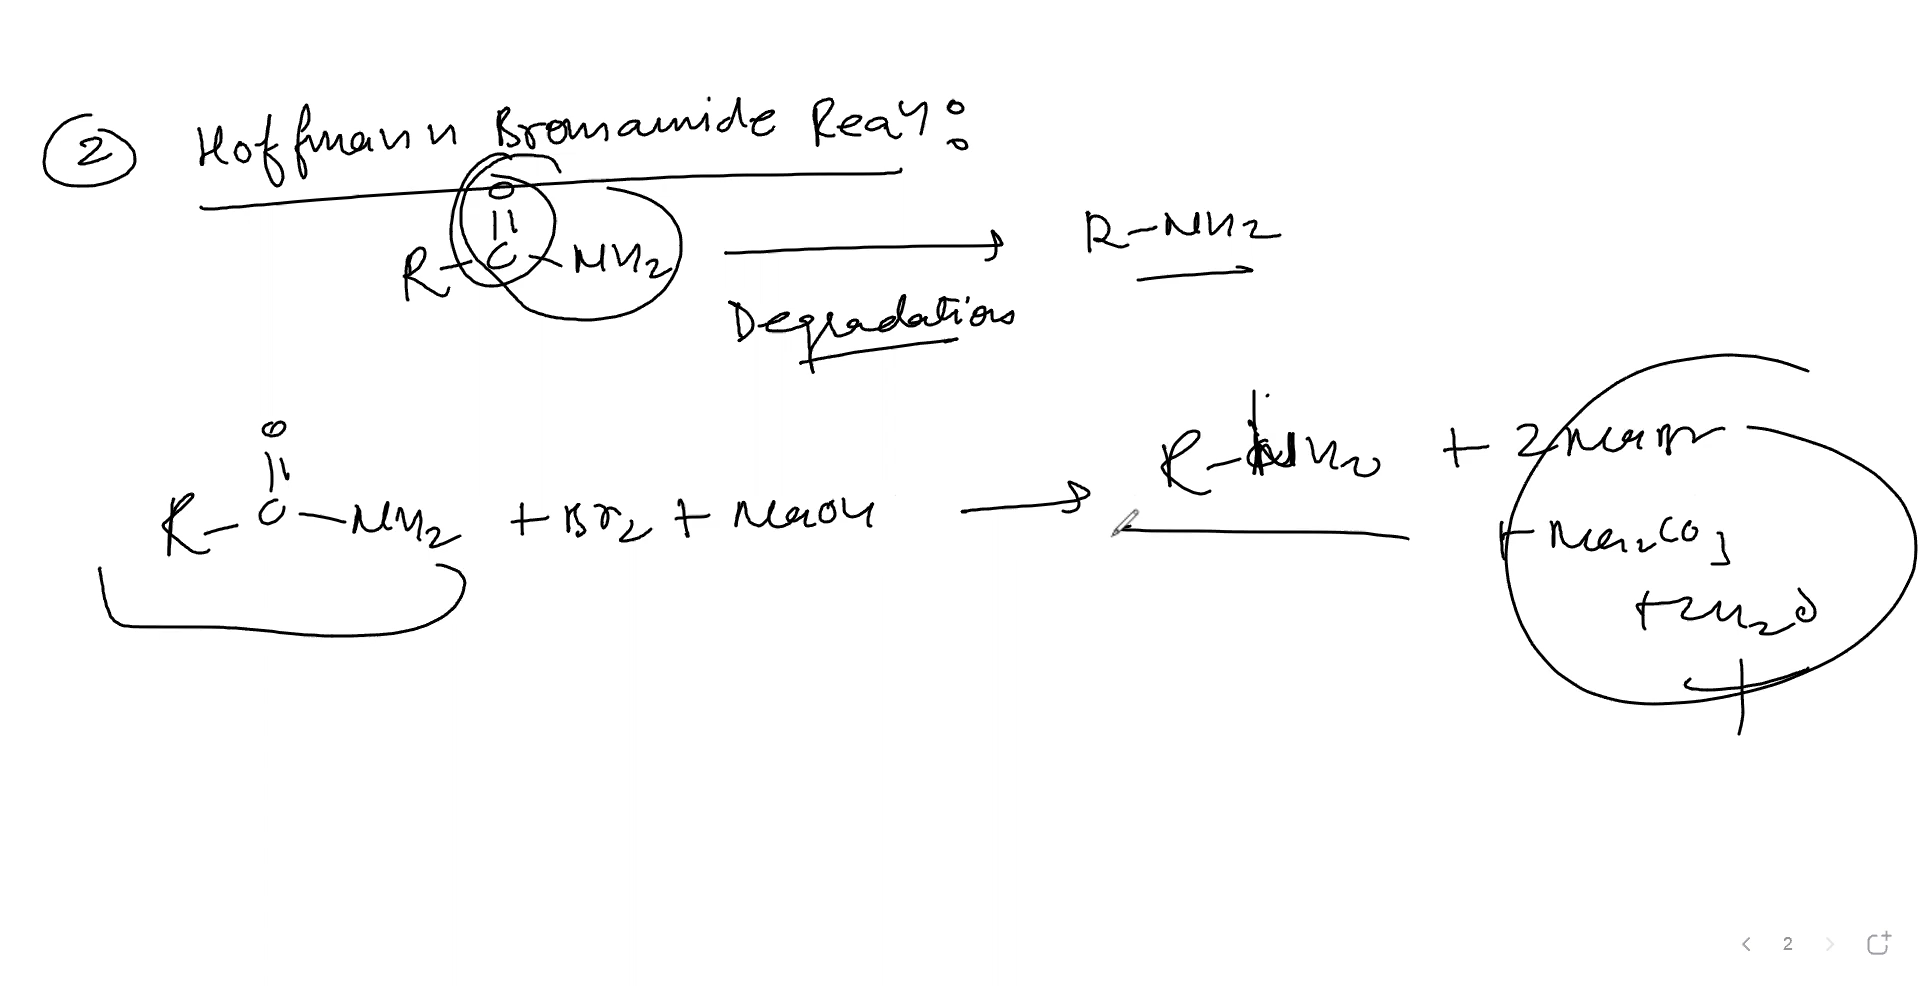 2 Hoffmann Bromamide Reaⁿ:
O
||
R-C-NH2 → R-NH2
Degradation
O
||
R-C-NH2 + Br2 + NaOH → R-NH2 + 2NaBr
+ Na2CO3
+ 2H2O
2